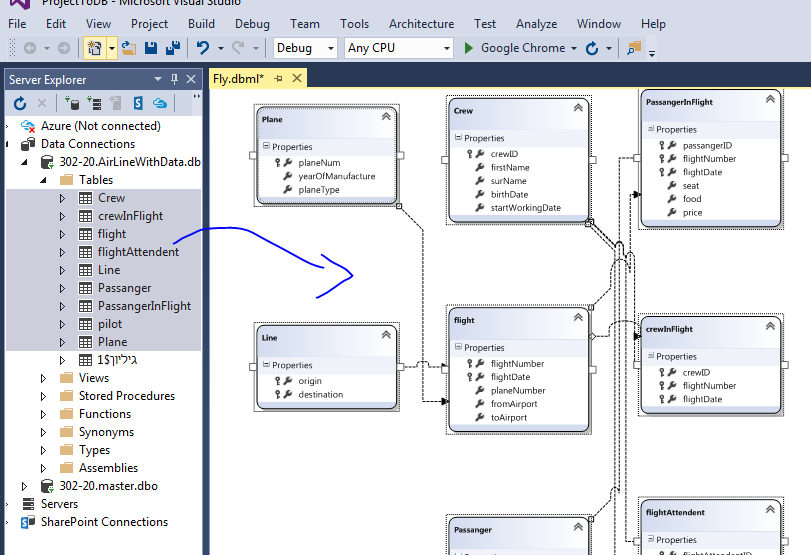 ProjectToDB - Microsoft Visual Studio
File Edit View Project Build Debug Team Tools Architecture Test Analyze Window Help
Debug Any CPU Google Chrome
Server Explorer
Azure (Not connected)
Data Connections
302-20.AirLineWithData.db
Tables
Crew
crewInFlight
flight
flightAttendent
Line
Passanger
PassangerInFlight
pilot
Plane
גיליון1$
Views
Stored Procedures
Functions
Synonyms
Types
Assemblies
302-20.master.dbo
Servers
SharePoint Connections
Fly.dbml*
Plane
Properties
planeNum
yearOfManufacture
planeType
Crew
Properties
crewID
firstName
surName
birthDate
startWorkingDate
PassangerInFlight
Properties
passangerID
flightNumber
flightDate
seat
food
price
Line
Properties
origin
destination
flight
Properties
flightNumber
flightDate
planeNumber
fromAirport
toAirport
crewInFlight
Properties
crewID
flightNumber
flightDate
Passanger
flightAttendent
Properties